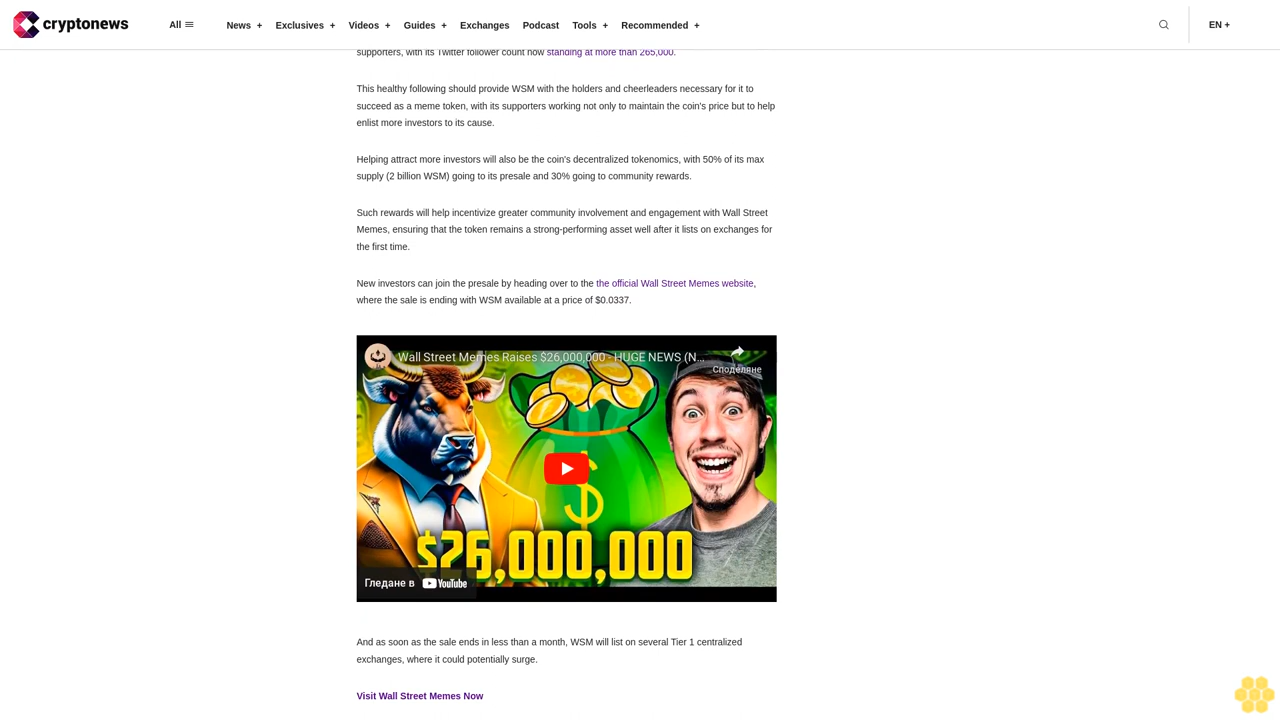 cryptonews
All
News +
Exclusives +
Videos +
Guides +
Exchanges
Podcast
Tools +
Recommended +
EN +
supporters, with its Twitter follower count now standing at more than 265,000.
This healthy following should provide WSM with the holders and cheerleaders necessary for it to
succeed as a meme token, with its supporters working not only to maintain the coin's price but to help
enlist more investors to its cause.
Helping attract more investors will also be the coin's decentralized tokenomics, with 50% of its max
supply (2 billion WSM) going to its presale and 30% going to community rewards.
Such rewards will help incentivize greater community involvement and engagement with Wall Street
Memes, ensuring that the token remains a strong-performing asset well after it lists on exchanges for
the first time.
New investors can join the presale by heading over to the the official Wall Street Memes website,
where the sale is ending with WSM available at a price of $0.0337.
Wall Street Memes Raises $26,000,000 - HUGE NEWS (N...
Споделяне
$
$26,000,000
Гледане в YouTube
And as soon as the sale ends in less than a month, WSM will list on several Tier 1 centralized
exchanges, where it could potentially surge.
Visit Wall Street Memes Now